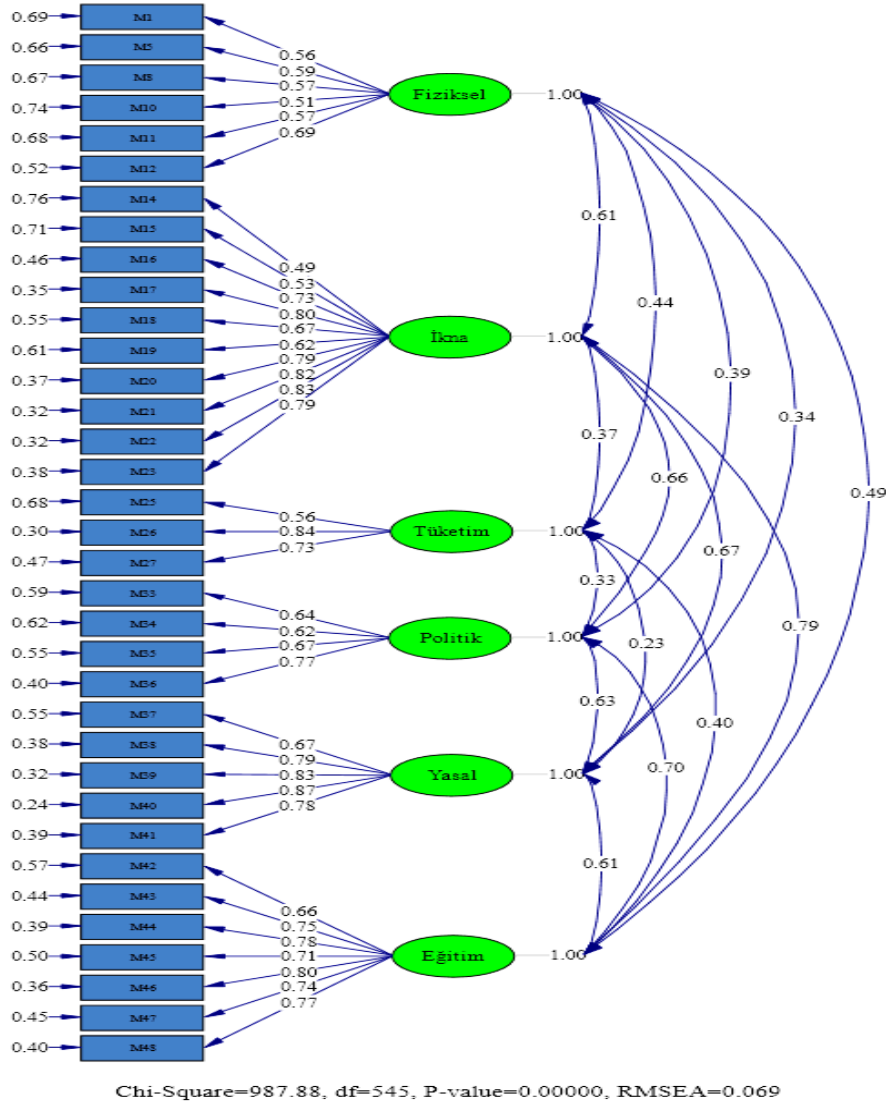 0.69 M1
0.66 M5
0.67 M8
0.74 M10
0.68 M11
0.52 M12
0.76 M14
0.71 M15
0.46 M16
0.35 M17
0.55 M18
0.61 M19
0.37 M20
0.32 M21
0.32 M22
0.38 M23
0.68 M25
0.30 M26
0.47 M27
0.59 M33
0.62 M34
0.55 M35
0.40 M36
0.55 M37
0.38 M38
0.32 M39
0.24 M40
0.39 M41
0.57 M42
0.44 M43
0.39 M44
0.50 M45
0.36 M46
0.45 M47
0.40 M48
0.56
0.59
0.57
0.51
0.57
0.69
0.49
0.53
0.73
0.80
0.67
0.62
0.79
0.82
0.83
0.79
0.56
0.84
0.73
0.64
0.62
0.67
0.77
0.67
0.79
0.83
0.87
0.78
0.66
0.75
0.78
0.71
0.80
0.74
0.77
Fiziksel 1.00
İkna 1.00
Tüketim 1.00
Politik 1.00
Yasal 1.00
Eğitim 1.00
0.61
0.44
0.39
0.34
0.49
0.37
0.66
0.67
0.79
0.33
0.23
0.40
0.63
0.70
0.61
Chi-Square=987.88, df=545, P-value=0.00000, RMSEA=0.069